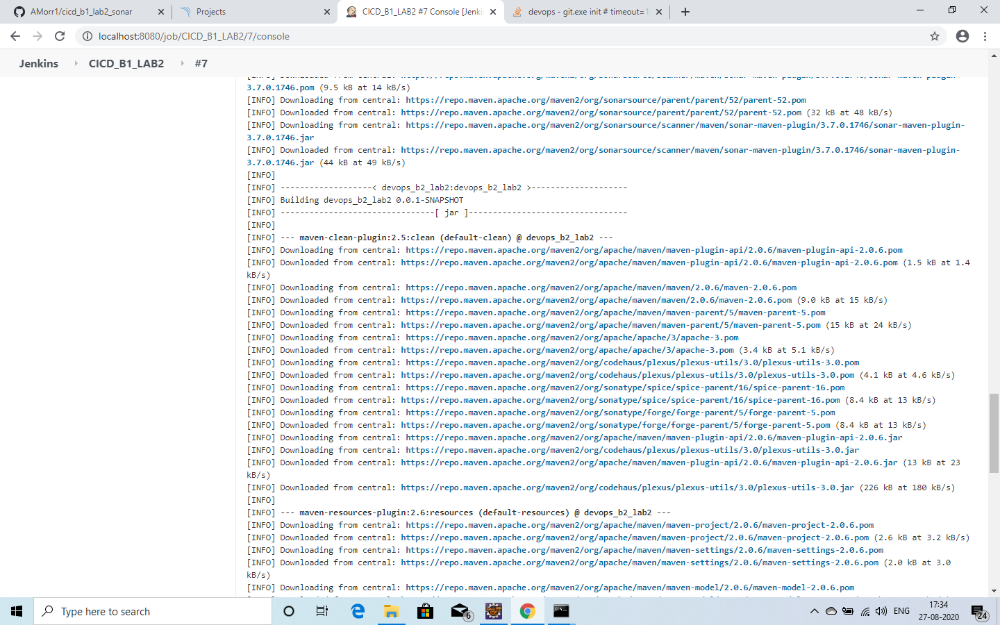 AMorr1/cicd_b1_lab2_sonar
Projects
CICD_B1_LAB2 #7 Console [Jenki
devops - git.exe init # timeout=1
localhost:8080/job/CICD_B1_LAB2/7/console
Jenkins
CICD_B1_LAB2
#7
3.7.0.1746.pom (9.5 kB at 14 kB/s)
[INFO] Downloading from central: https://repo.maven.apache.org/maven2/org/sonarsource/parent/parent/52/parent-52.pom
[INFO] Downloaded from central: https://repo.maven.apache.org/maven2/org/sonarsource/parent/parent/52/parent-52.pom (32 kB at 48 kB/s)
[INFO] Downloading from central: https://repo.maven.apache.org/maven2/org/sonarsource/scanner/maven/sonar-maven-plugin/3.7.0.1746/sonar-maven-plugin-
3.7.0.1746.jar
[INFO] Downloaded from central: https://repo.maven.apache.org/maven2/org/sonarsource/scanner/maven/sonar-maven-plugin/3.7.0.1746/sonar-maven-plugin-
3.7.0.1746.jar (44 kB at 49 kB/s)
[INFO]
[INFO] -------------------< devops_b2_lab2:devops_b2_lab2 >--------------------
[INFO] Building devops_b2_lab2 0.0.1-SNAPSHOT
[INFO] --------------------------------[ jar ]---------------------------------
[INFO]
[INFO] --- maven-clean-plugin:2.5:clean (default-clean) @ devops_b2_lab2 ---
[INFO] Downloading from central: https://repo.maven.apache.org/maven2/org/apache/maven/maven-plugin-api/2.0.6/maven-plugin-api-2.0.6.pom
[INFO] Downloaded from central: https://repo.maven.apache.org/maven2/org/apache/maven/maven-plugin-api/2.0.6/maven-plugin-api-2.0.6.pom (1.5 kB at 1.4
kB/s)
[INFO] Downloading from central: https://repo.maven.apache.org/maven2/org/apache/maven/maven/2.0.6/maven-2.0.6.pom
[INFO] Downloaded from central: https://repo.maven.apache.org/maven2/org/apache/maven/maven/2.0.6/maven-2.0.6.pom (9.0 kB at 15 kB/s)
[INFO] Downloading from central: https://repo.maven.apache.org/maven2/org/apache/maven/maven-parent/5/maven-parent-5.pom
[INFO] Downloaded from central: https://repo.maven.apache.org/maven2/org/apache/maven/maven-parent/5/maven-parent-5.pom (15 kB at 24 kB/s)
[INFO] Downloading from central: https://repo.maven.apache.org/maven2/org/apache/apache/3/apache-3.pom
[INFO] Downloaded from central: https://repo.maven.apache.org/maven2/org/apache/apache/3/apache-3.pom (3.4 kB at 5.1 kB/s)
[INFO] Downloading from central: https://repo.maven.apache.org/maven2/org/codehaus/plexus/plexus-utils/3.0/plexus-utils-3.0.pom
[INFO] Downloaded from central: https://repo.maven.apache.org/maven2/org/codehaus/plexus/plexus-utils/3.0/plexus-utils-3.0.pom (4.1 kB at 4.6 kB/s)
[INFO] Downloading from central: https://repo.maven.apache.org/maven2/org/sonatype/spice/spice-parent/16/spice-parent-16.pom
[INFO] Downloaded from central: https://repo.maven.apache.org/maven2/org/sonatype/spice/spice-parent/16/spice-parent-16.pom (8.4 kB at 13 kB/s)
[INFO] Downloading from central: https://repo.maven.apache.org/maven2/org/sonatype/forge/forge-parent/5/forge-parent-5.pom
[INFO] Downloaded from central: https://repo.maven.apache.org/maven2/org/sonatype/forge/forge-parent/5/forge-parent-5.pom (8.4 kB at 13 kB/s)
[INFO] Downloading from central: https://repo.maven.apache.org/maven2/org/apache/maven/maven-plugin-api/2.0.6/maven-plugin-api-2.0.6.jar
[INFO] Downloading from central: https://repo.maven.apache.org/maven2/org/codehaus/plexus/plexus-utils/3.0/plexus-utils-3.0.jar
[INFO] Downloaded from central: https://repo.maven.apache.org/maven2/org/apache/maven/maven-plugin-api/2.0.6/maven-plugin-api-2.0.6.jar (13 kB at 23
kB/s)
[INFO] Downloaded from central: https://repo.maven.apache.org/maven2/org/codehaus/plexus/plexus-utils/3.0/plexus-utils-3.0.jar (226 kB at 180 kB/s)
[INFO]
[INFO] --- maven-resources-plugin:2.6:resources (default-resources) @ devops_b2_lab2 ---
[INFO] Downloading from central: https://repo.maven.apache.org/maven2/org/apache/maven/maven-project/2.0.6/maven-project-2.0.6.pom
[INFO] Downloaded from central: https://repo.maven.apache.org/maven2/org/apache/maven/maven-project/2.0.6/maven-project-2.0.6.pom (2.6 kB at 3.2 kB/s)
[INFO] Downloading from central: https://repo.maven.apache.org/maven2/org/apache/maven/maven-settings/2.0.6/maven-settings-2.0.6.pom
[INFO] Downloaded from central: https://repo.maven.apache.org/maven2/org/apache/maven/maven-settings/2.0.6/maven-settings-2.0.6.pom (2.0 kB at 3.0
kB/s)
[INFO] Downloading from central: https://repo.maven.apache.org/maven2/org/apache/maven/maven-model/2.0.6/maven-model-2.0.6.pom
Type here to search
6
ENG
17:34
27-08-2020
24